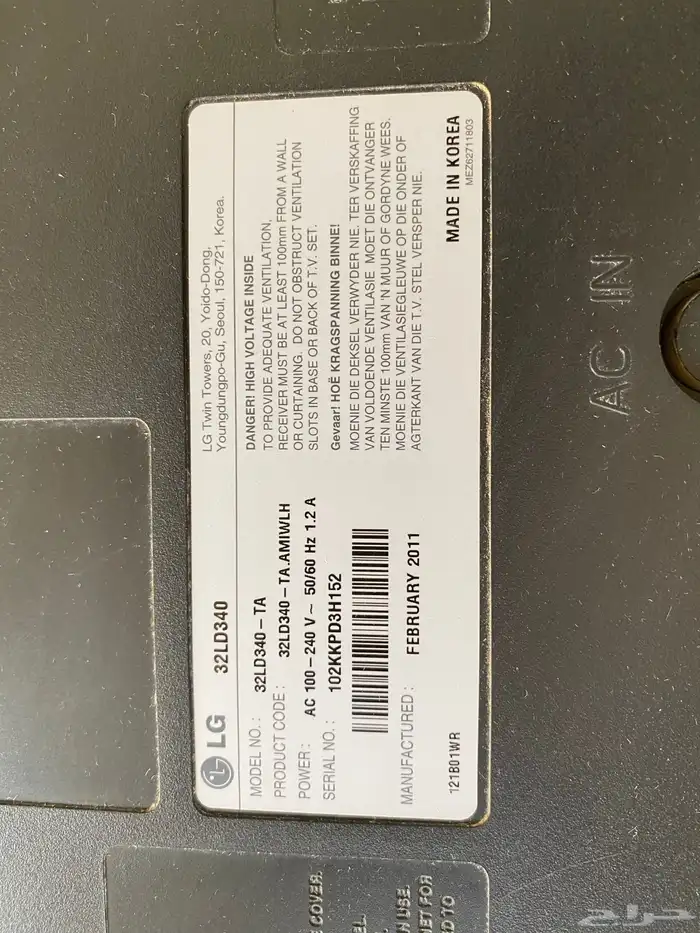 LG 32LD340
LG Twin Towers, 20, Yoido-Dong,
Youngdungpo-Gu, Seoul, 150-721, Korea.
MODEL NO. :
32LD340-TA
PRODUCT CODE :
32LD340-TA.AMIWLH
POWER :
AC 100-240 V~ 50/60 Hz 1.2 A
SERIAL NO. :
102KKPD3H152
MANUFACTURED :
FEBRUARY 2011
121B01WR
DANGER! HIGH VOLTAGE INSIDE
TO PROVIDE ADEQUATE VENTILATION,
RECEIVER MUST BE AT LEAST 100mm FROM A WALL
OR CURTAINING. DO NOT OBSTRUCT VENTILATION
SLOTS IN BASE OR BACK OF T.V. SET.
Gevaar! HOË KRAGSPANNING BINNE!
MOENIE DIE DEKSEL VERWYDER NIE. TER VERSKAFFING
VAN VOLDOENDE VENTILASIE MOET DIE ONTVANGER
TEN MINSTE 100mm VAN 'N MUUR OF GORDYNE WEES.
MOENIE DIE VENTILASIEGLEUWE OP DIE ONDER OF
AGTERKANT VAN DIE T.V. STEL VERSPER NIE.
MADE IN KOREA
MEZ62711803
AC IN
COVER.
USE.
FOR
TO
حراج